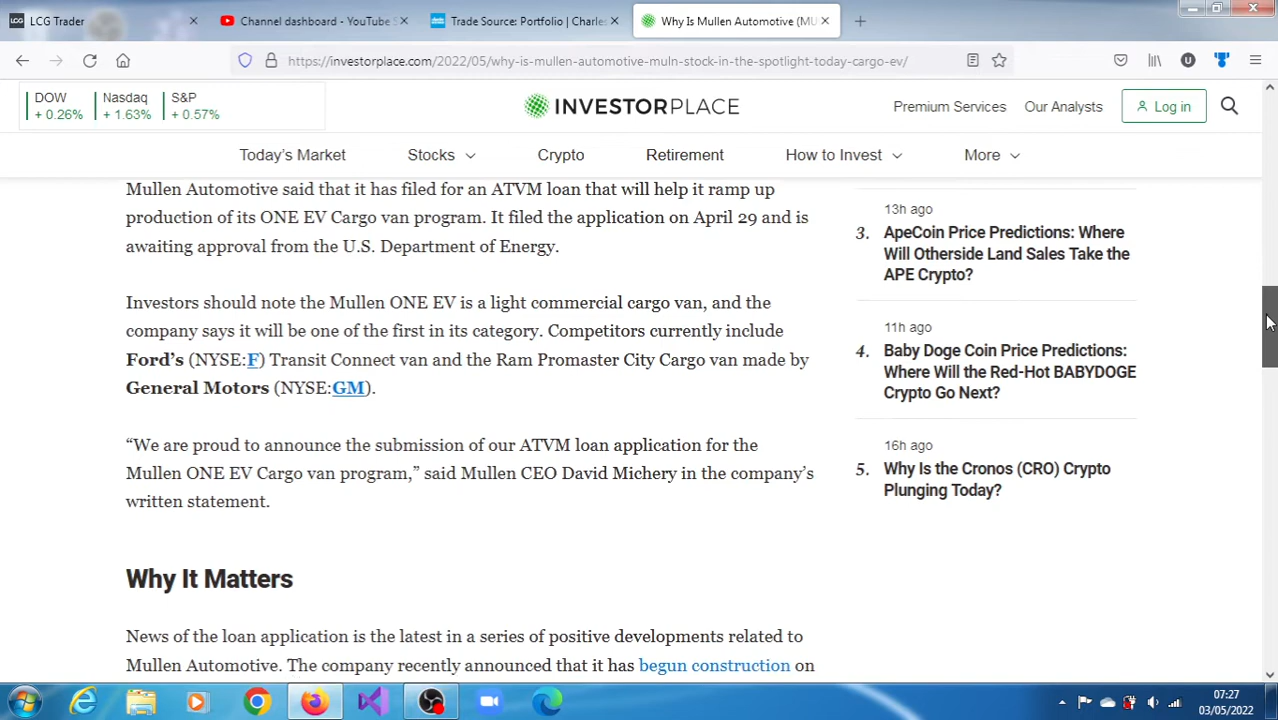 LCG Trader
Channel dashboard - YouTube S
Trade Source: Portfolio | Charles
Why Is Mullen Automotive (MU
https://investorplace.com/2022/05/why-is-mullen-automotive-muln-stock-in-the-spotlight-today-cargo-ev/
DOW
+ 0.26%
Nasdaq
+ 1.63%
S&P
+ 0.57%
INVESTORPLACE
Premium Services
Our Analysts
Log in
Today's Market
Stocks
Crypto
Retirement
How to Invest
More
Mullen Automotive said that it has filed for an ATVM loan that will help it ramp up
production of its ONE EV Cargo van program. It filed the application on April 29 and is
awaiting approval from the U.S. Department of Energy.
Investors should note the Mullen ONE EV is a light commercial cargo van, and the
company says it will be one of the first in its category. Competitors currently include
Ford's (NYSE:F) Transit Connect van and the Ram Promaster City Cargo van made by
General Motors (NYSE:GM).
“We are proud to announce the submission of our ATVM loan application for the
Mullen ONE EV Cargo van program,” said Mullen CEO David Michery in the company's
written statement.
Why It Matters
News of the loan application is the latest in a series of positive developments related to
Mullen Automotive. The company recently announced that it has begun construction on
13h ago
3. ApeCoin Price Predictions: Where
Will Otherside Land Sales Take the
APE Crypto?
11h ago
4. Baby Doge Coin Price Predictions:
Where Will the Red-Hot BABYDOGE
Crypto Go Next?
16h ago
5. Why Is the Cronos (CRO) Crypto
Plunging Today?
07:27
03/05/2022